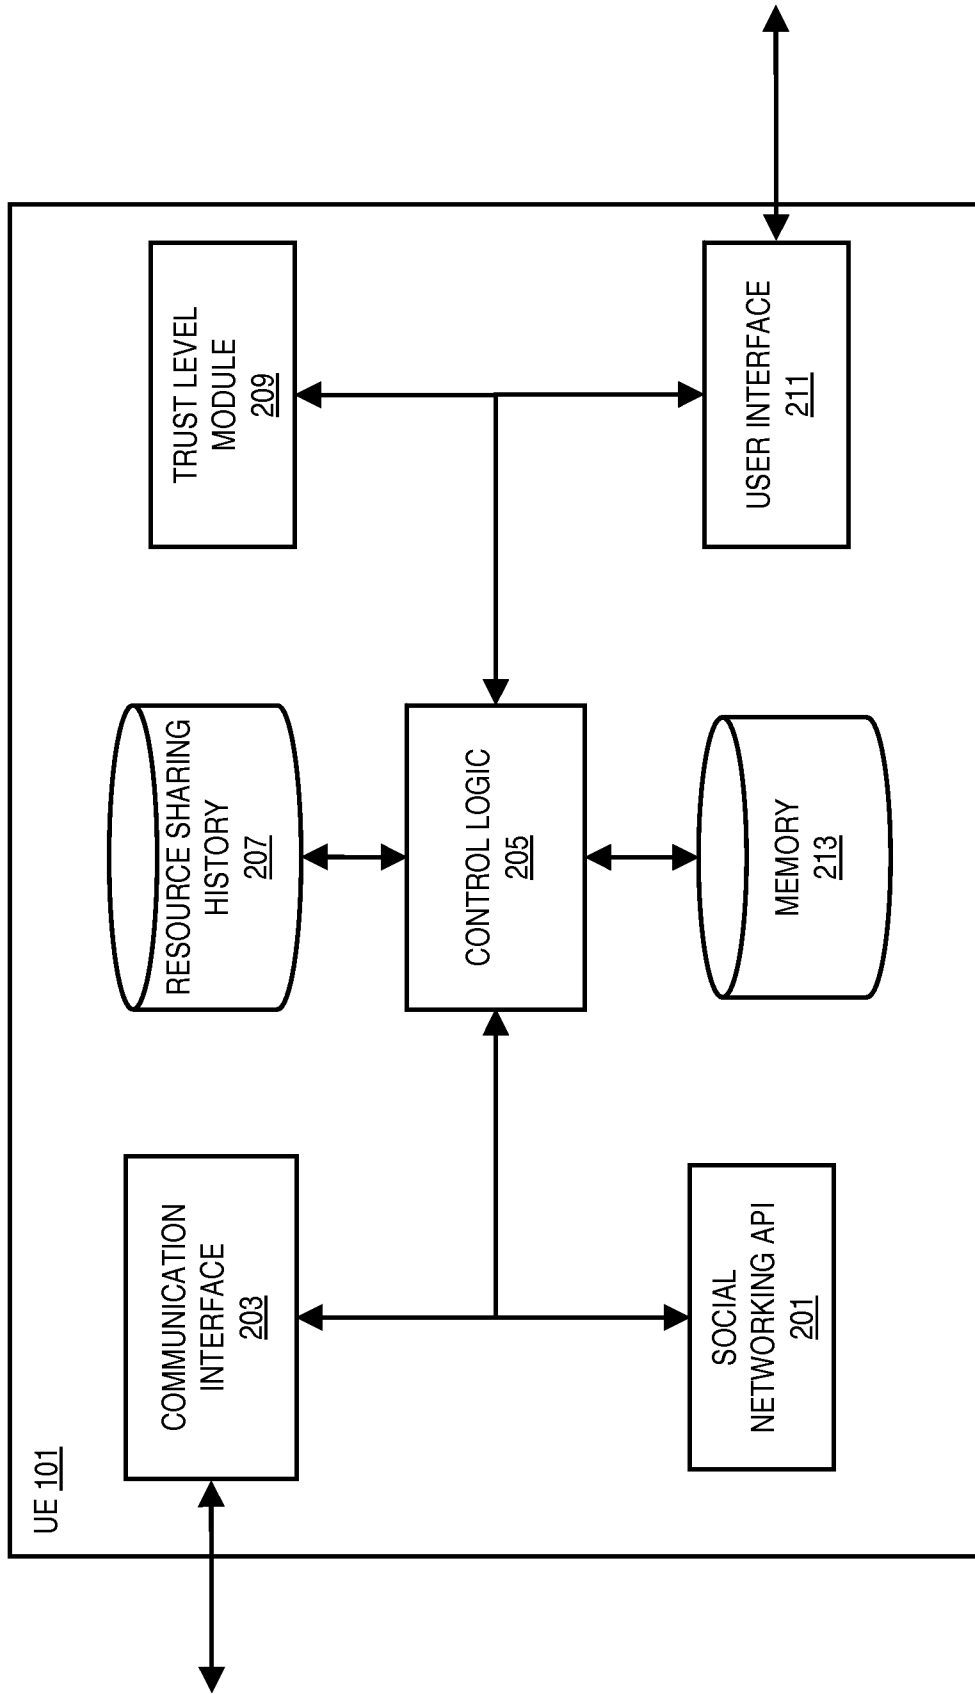 UE 101
COMMUNICATION
INTERFACE
203
RESOURCE SHARING
HISTORY
207
TRUST LEVEL
MODULE
209
CONTROL LOGIC
205
SOCIAL
NETWORKING API
201
MEMORY
213
USER INTERFACE
211